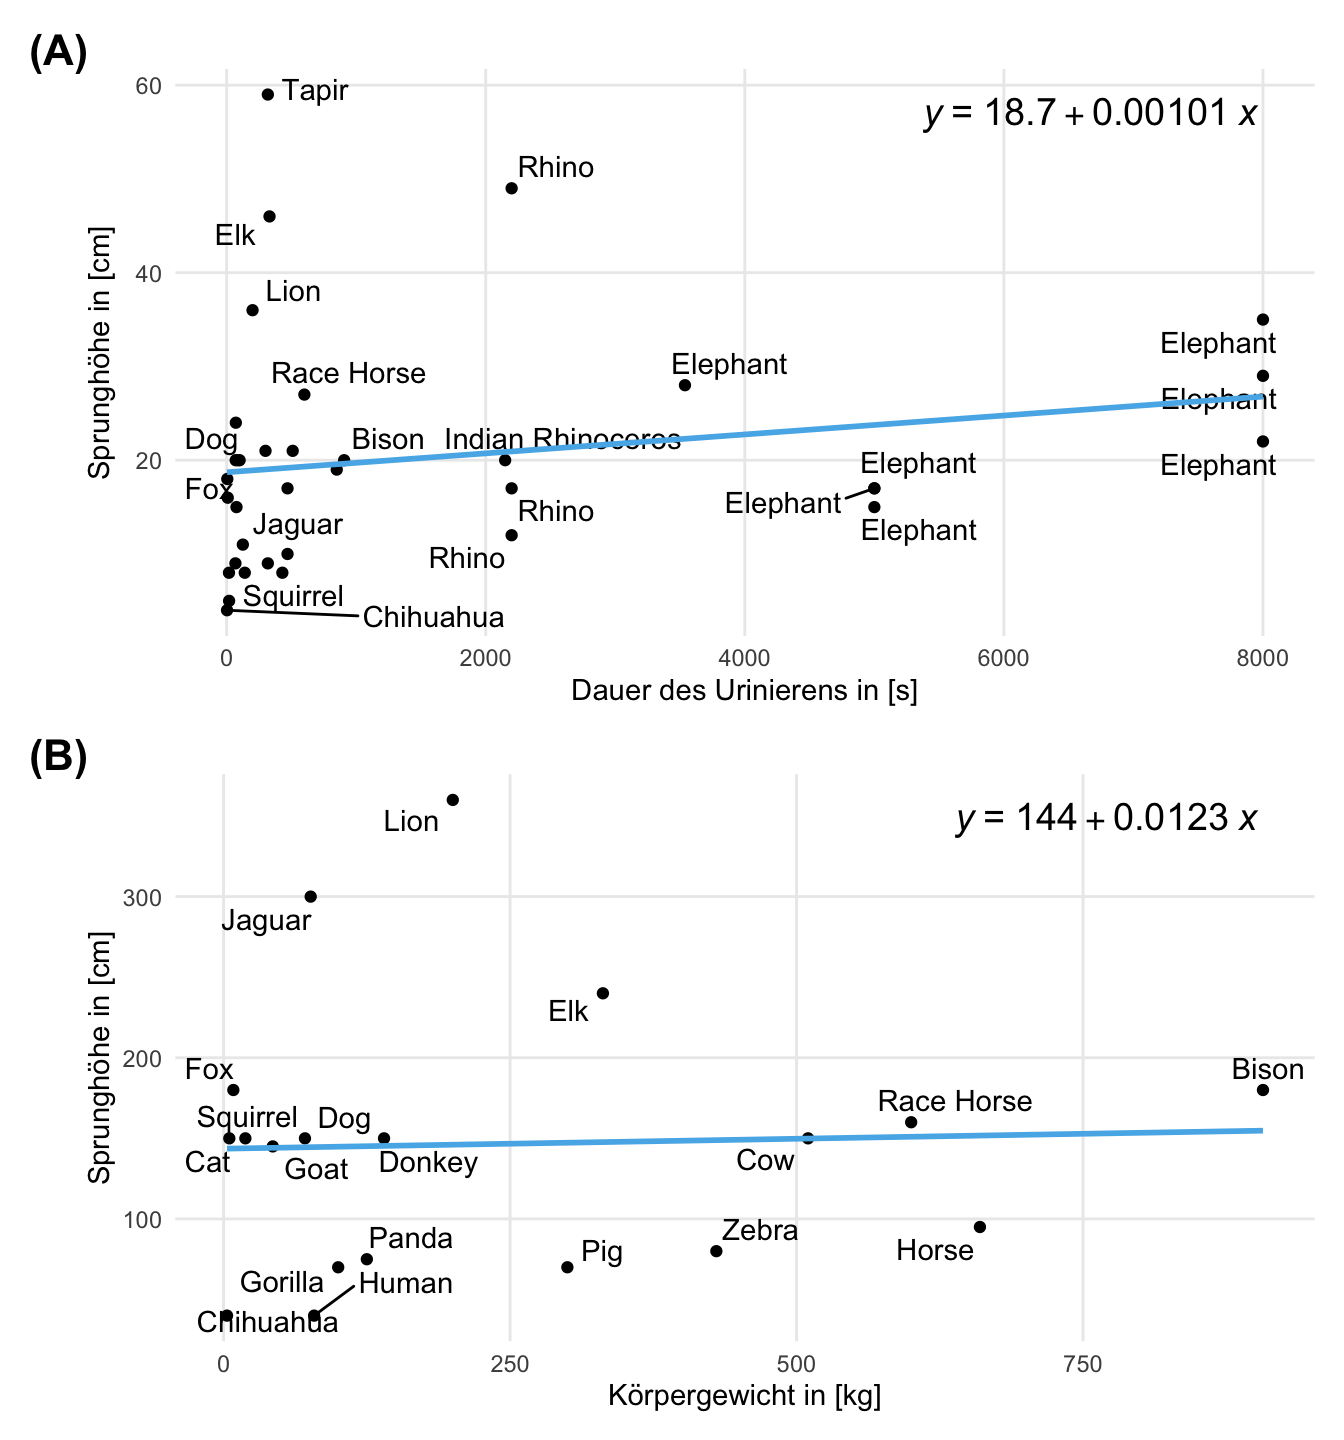 (A)
60
Tapir
y = 18.7 + 0.00101 x
Rhino
Elk
40
Lion
Elephant
Race Horse
Elephant
Elephant
Dog
Bison
Indian Rhinoceros
20
Elephant
Elephant
Fox
Elephant
Rhino
Jaguar
Elephant
Rhino
Squirrel
Chihuahua
Sprunghöhe in [cm]
0 2000 4000 6000 8000
Dauer des Urinierens in [s]
(B)
Lion
y = 144 + 0.0123 x
300
Jaguar
Elk
200
Fox
Bison
Race Horse
Squirrel
Dog
Cat
Goat
Donkey
Cow
100
Zebra
Panda
Pig
Horse
Gorilla
Human
Chihuahua
Sprunghöhe in [cm]
0 250 500 750
Körpergewicht in [kg]